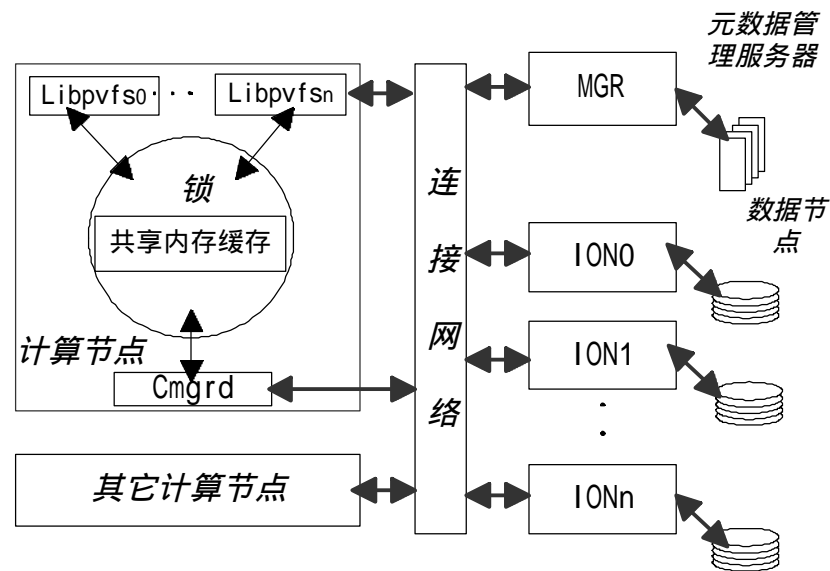 元数据管
理服务器
Libpvfs0 ··· Libpvfsn
MGR
锁
共享内存缓存
连
接
网
络
数据节
点
ION0
计算节点
Cmgrd
ION1
其它计算节点
IONn